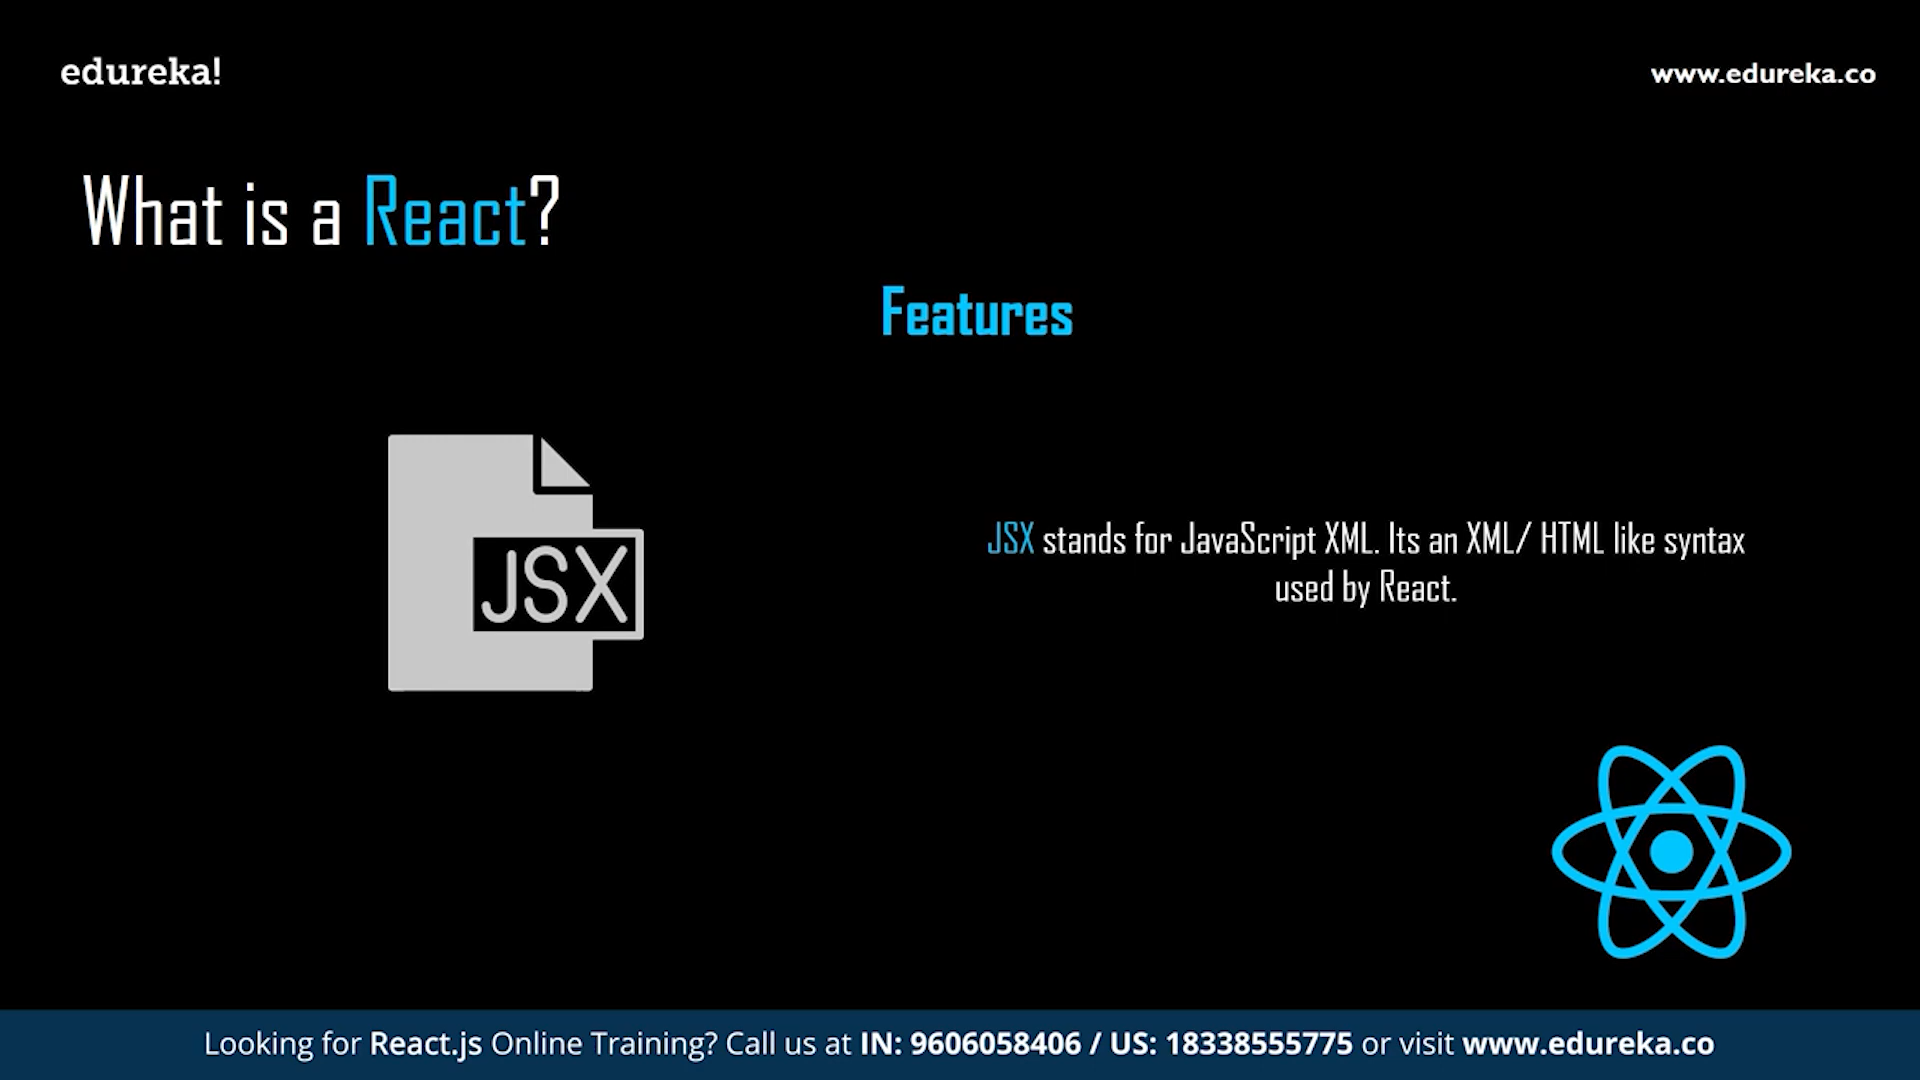 edureka!
www.edureka.co
What is a React?
Features
JSX
JSX stands for JavaScript XML. Its an XML/ HTML like syntax
used by React.
Looking for React.js Online Training? Call us at IN: 9606058406 / US: 18338555775 or visit www.edureka.co